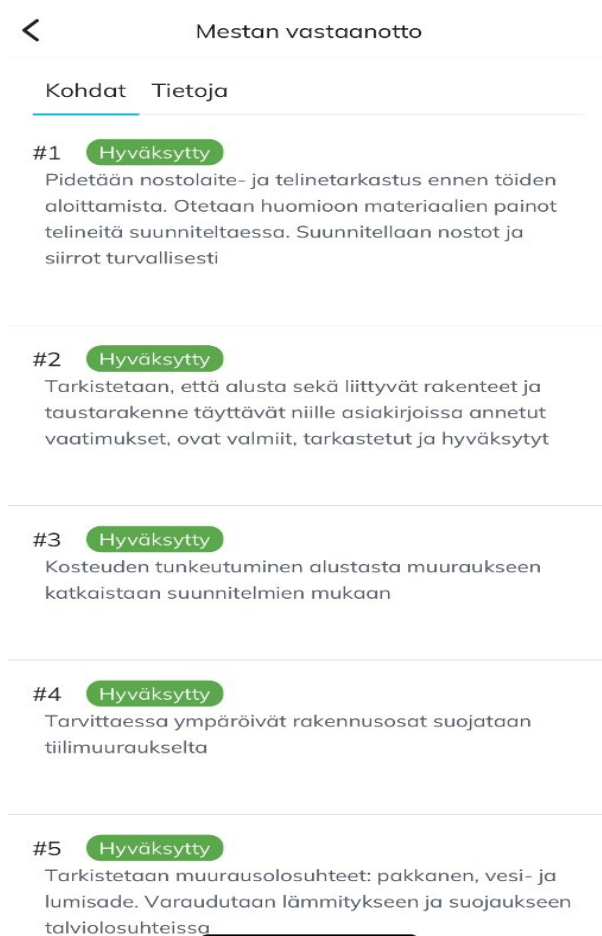 Mestan vastaanotto
Kohdat Tietoja
#1 Hyväksytty
Pidetään nostolaite- ja telinetarkastus ennen töiden
aloittamista. Otetaan huomioon materiaalien painot
telineitä suunniteltaessa. Suunnitellaan nostot ja
siirrot turvallisesti
#2 Hyväksytty
Tarkistetaan, että alusta sekä liittyvät rakenteet ja
taustarakenne täyttävät niille asiakirjoissa annetut
vaatimukset, ovat valmiit, tarkastetut ja hyväksytyt
#3 Hyväksytty
Kosteuden tunkeutuminen alustasta muuraukseen
katkaistaan suunnitelmien mukaan
#4 Hyväksytty
Tarvittaessa ympäröivät rakennusosat suojataan
tiilimuuraukselta
#5 Hyväksytty
Tarkistetaan muurausolosuhteet: pakkanen, vesi- ja
lumisade. Varaudutaan lämmitykseen ja suojaukseen
talviolosuhteissa